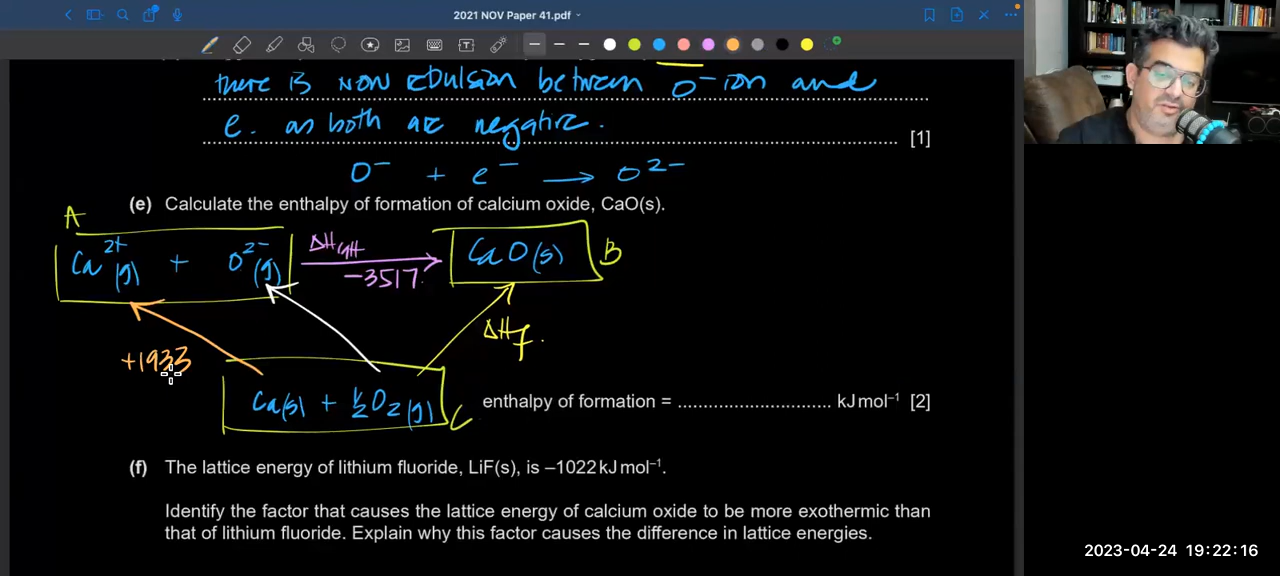 2021 NOV Paper 41.pdf
there is now repulsion between O⁻ ion and
e. as both are negative.
[1]
O⁻ + e⁻ → O²⁻
(e) Calculate the enthalpy of formation of calcium oxide, CaO(s).
A
Ca²⁺(g) + O²⁻(g)
ΔHlatt
-3517
CaO(s) B
+1933
ΔHf.
Ca(s) + ½O₂(g) C
enthalpy of formation = .............................. kJ mol⁻¹ [2]
(f) The lattice energy of lithium fluoride, LiF(s), is –1022 kJ mol⁻¹.
Identify the factor that causes the lattice energy of calcium oxide to be more exothermic than
that of lithium fluoride. Explain why this factor causes the difference in lattice energies.
2023-04-24 19:22:16